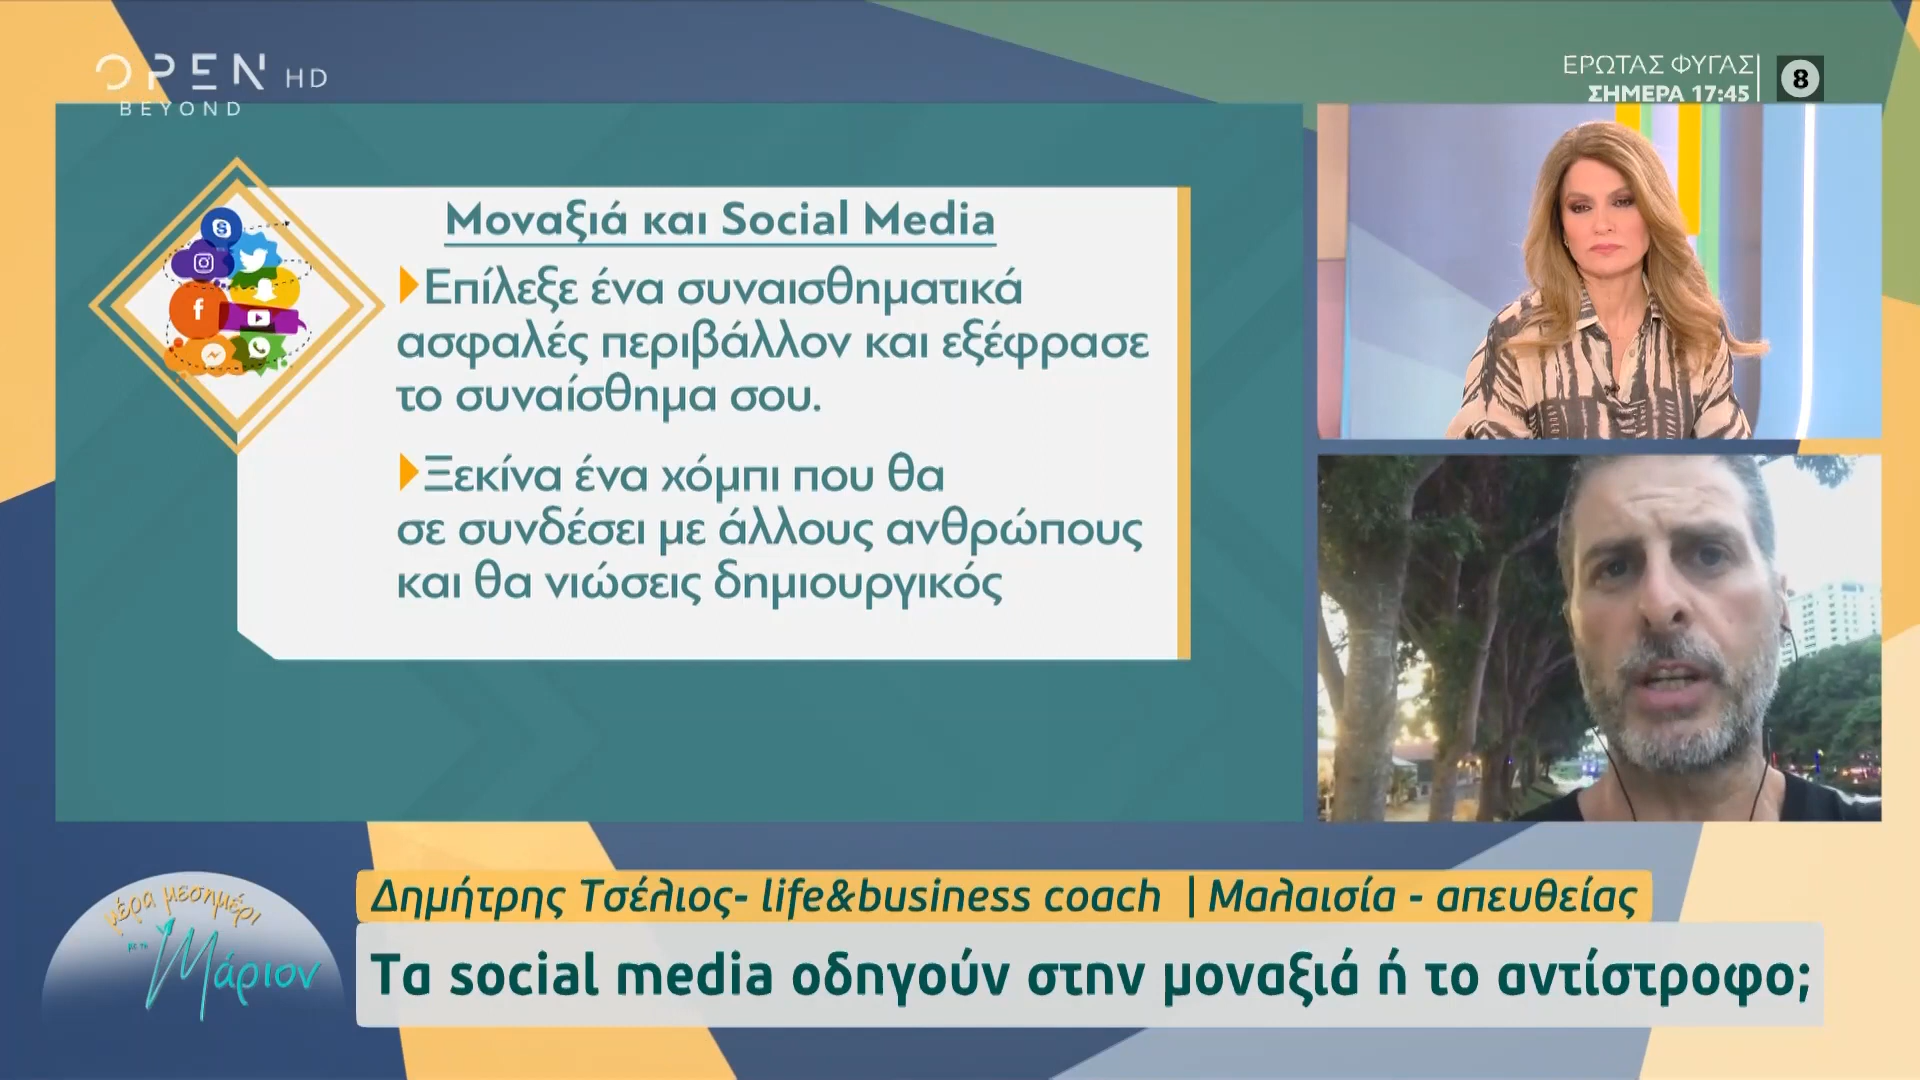 OPEN HD
BEYOND
ΕΡΩΤΑΣ ΦΥΓΑΣ
ΣΗΜΕΡΑ 17:45
8
Μοναξιά και Social Media
Επίλεξε ένα συναισθηματικά
ασφαλές περιβάλλον και εξέφρασε
το συναίσθημα σου.
Ξεκίνα ένα χόμπι που θα
σε συνδέσει με άλλους ανθρώπους
και θα νιώσεις δημιουργικός
μέρα μεσημέρι
με τη
Μάριον
Δημήτρης Τσέλιος- life&business coach | Μαλαισία - απευθείας
Τα social media οδηγούν στην μοναξιά ή το αντίστροφο;